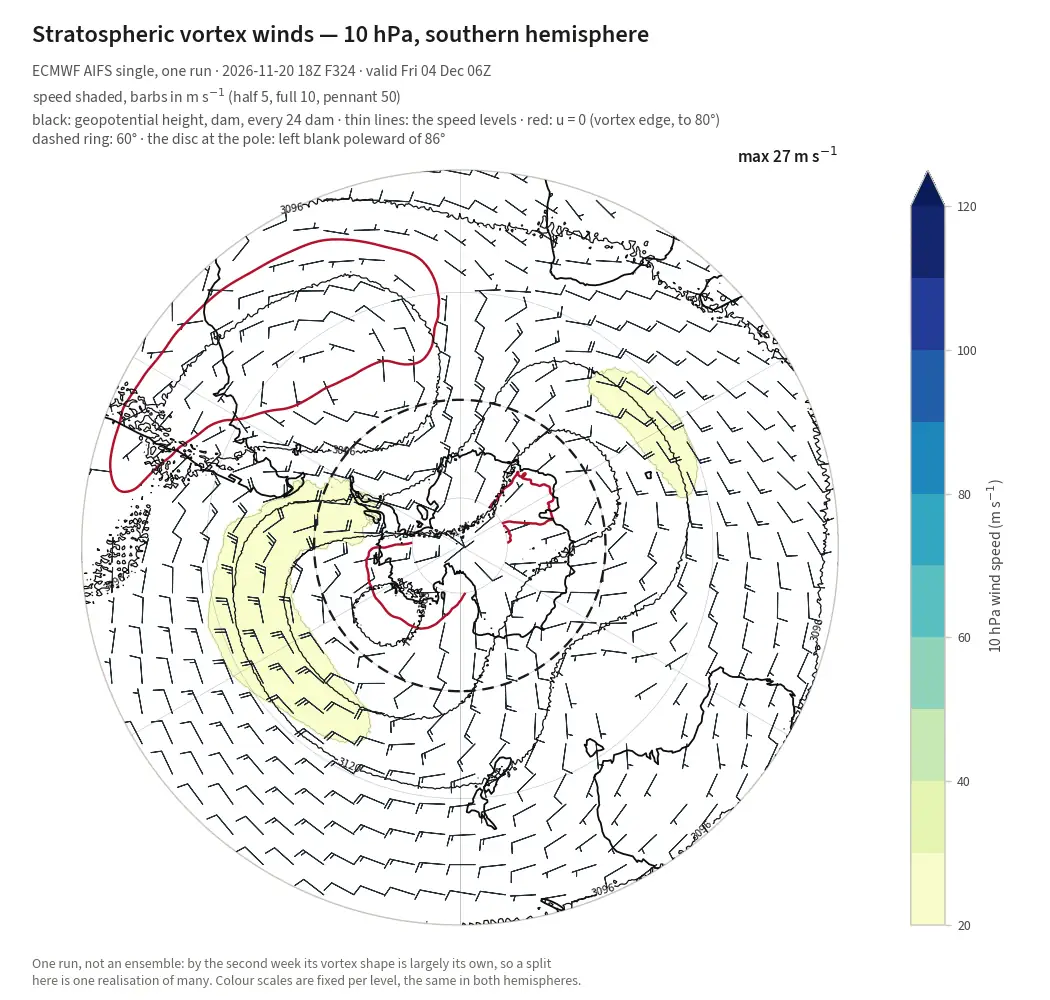 Stratospheric vortex winds — 10 hPa, southern hemisphere
ECMWF AIFS single, one run · 2026-11-20 18Z F324 · valid Fri 04 Dec 06Z
speed shaded, barbs in m s⁻¹ (half 5, full 10, pennant 50)
black: geopotential height, dam, every 24 dam · thin lines: the speed levels · red: u = 0 (vortex edge, to 80°)
dashed ring: 60° · the disc at the pole: left blank poleward of 86°
max 27 m s⁻¹
3096
3096
3096
3120
3096
3096
120
100
80
60
40
20
10 hPa wind speed (m s⁻¹)
One run, not an ensemble: by the second week its vortex shape is largely its own, so a split
here is one realisation of many. Colour scales are fixed per level, the same in both hemispheres.